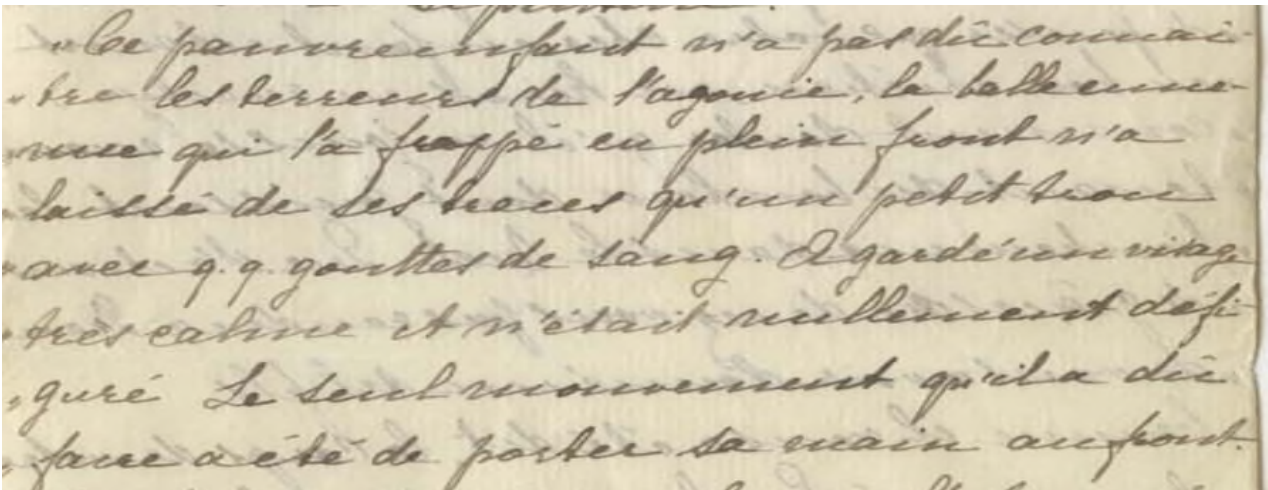 "Ce pauvre enfant n'a pas dû connai-
"tre les terreurs de l'agonie, la balle enne-
"mie qui l'a frappé en plein front n'a
"laissé de ses traces qu'un petit trou
"avec q.q. gouttes de sang. Il a gardé un visage
"très calme et n'était nullement défi-
"guré Le seul mouvement qu'il a dû
"faire a été de porter sa main au front.